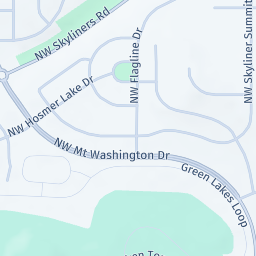 NW Skyliners Rd
NW Flagline Dr
NW Skyliner Summit
NW Hosmer Lake Dr
NW Mt Washington Dr
Green Lakes Loop